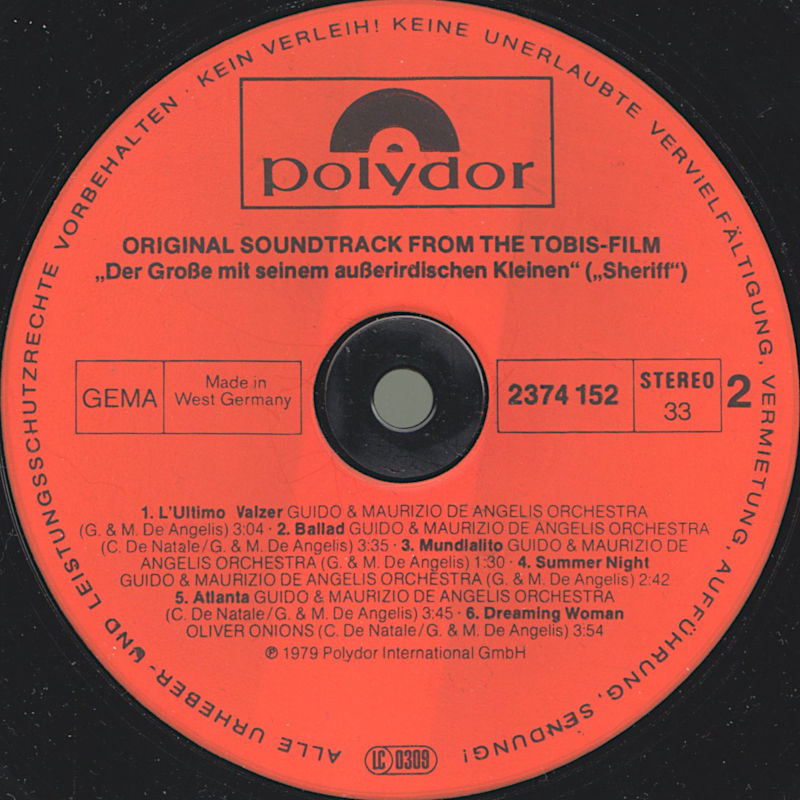 ALLE URHEBER- UND LEISTUNGSSCHUTZRECHTE VORBEHALTEN · KEIN VERLEIH! KEINE UNERLAUBTE VERVIELFÄLTIGUNG, VERMIETUNG, AUFFÜHRUNG, SENDUNG!
polydor
ORIGINAL SOUNDTRACK FROM THE TOBIS-FILM
„Der Große mit seinem außerirdischen Kleinen“ („Sheriff“)
GEMA
Made in
West Germany
2374 152
STEREO
33
2
1. L'Ultimo Valzer GUIDO & MAURIZIO DE ANGELIS ORCHESTRA
(G. & M. De Angelis) 3:04 · 2. Ballad GUIDO & MAURIZIO DE ANGELIS ORCHESTRA
(C. De Natale/G. & M. De Angelis) 3:35 · 3. Mundialito GUIDO & MAURIZIO DE
ANGELIS ORCHESTRA (G. & M. De Angelis) 1:30 · 4. Summer Night
GUIDO & MAURIZIO DE ANGELIS ORCHESTRA (G. & M. De Angelis) 2:42
5. Atlanta GUIDO & MAURIZIO DE ANGELIS ORCHESTRA
(C. De Natale/G. & M. De Angelis) 3:45 · 6. Dreaming Woman
OLIVER ONIONS (C. De Natale/G. & M. De Angelis) 3:54
℗ 1979 Polydor International GmbH
LC 0309